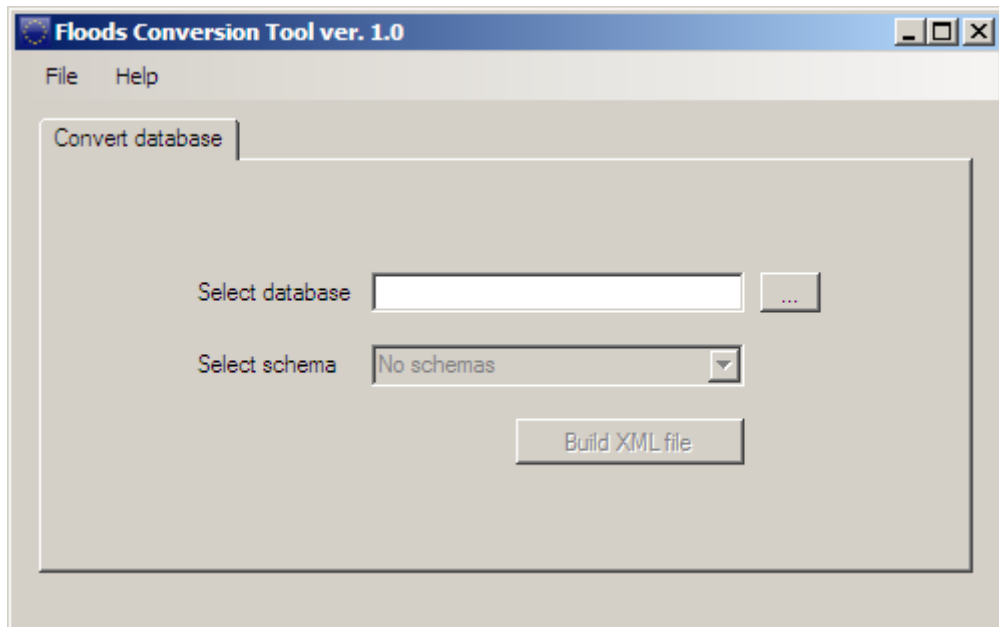 Floods Conversion Tool ver. 1.0
File Help
Convert database
Select database ...
Select schema No schemas
Build XML file